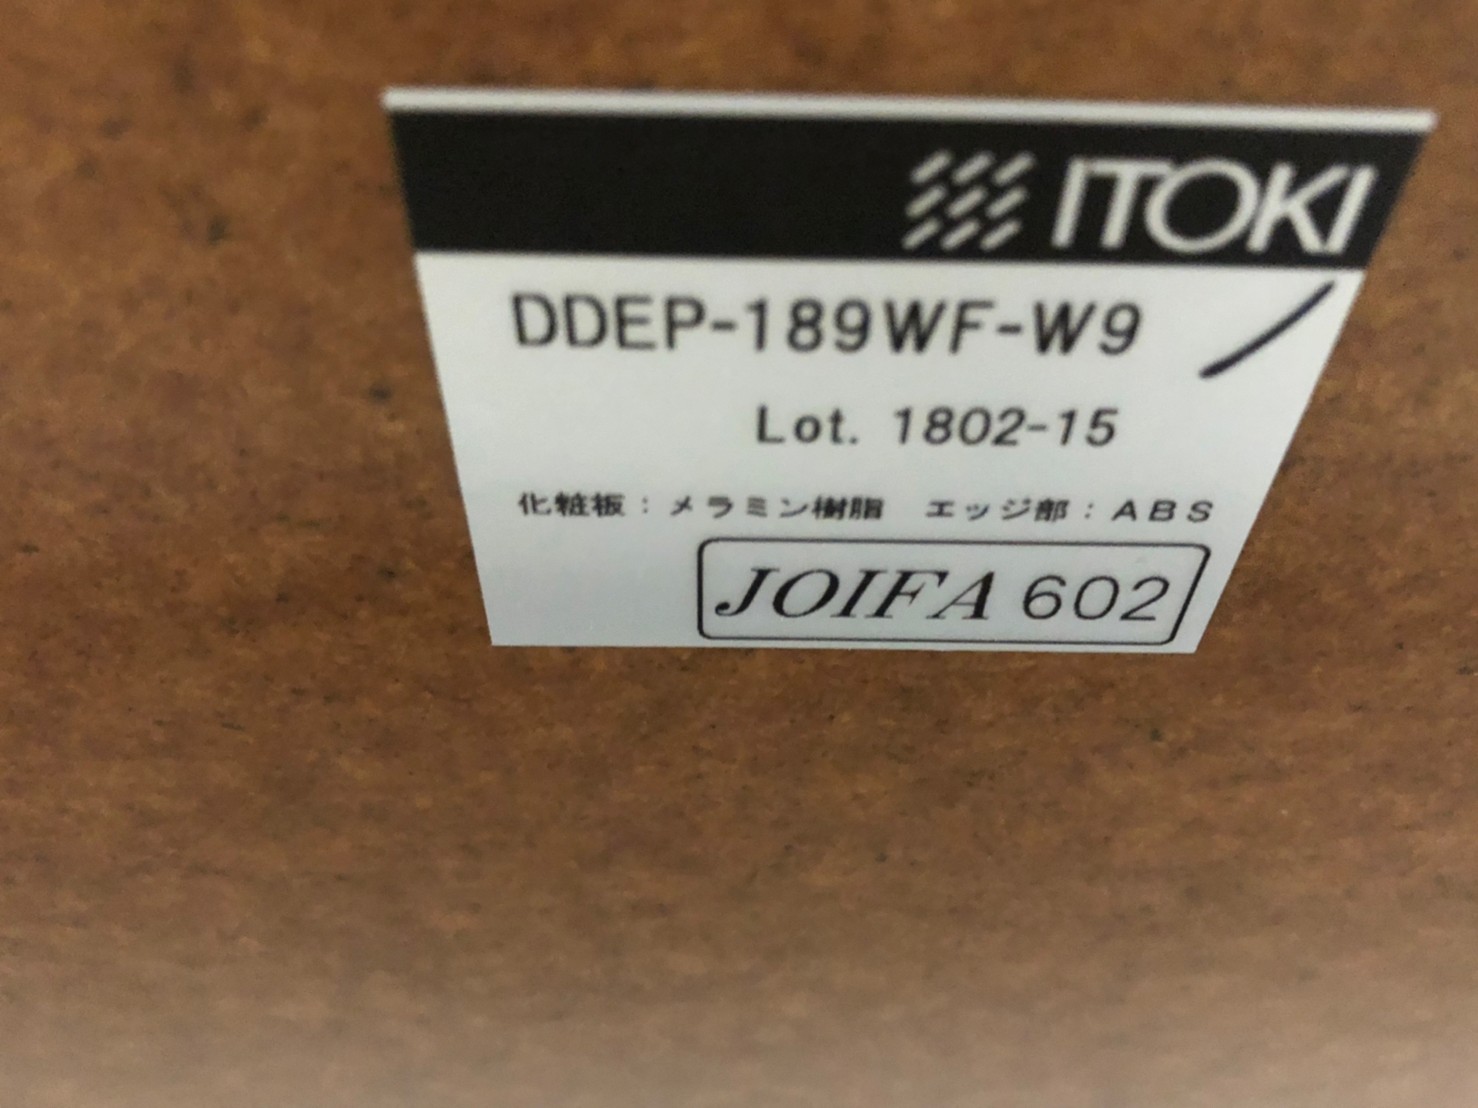 ITOKI
DDEP-189WF-W9
Lot. 1802-15
化粧板:メラミン樹脂 エッジ部:ABS
JOIFA 602